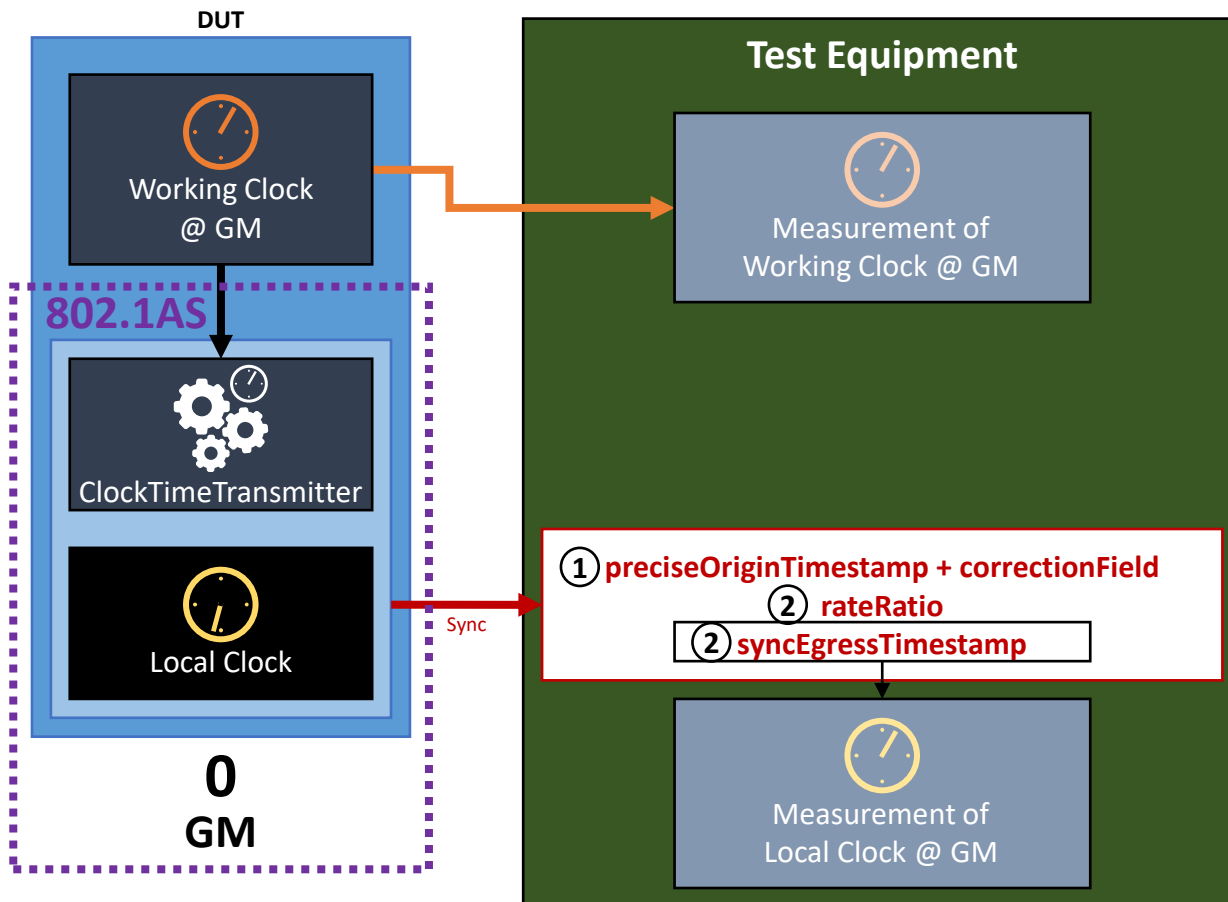 DUT
Working Clock
@ GM
802.1AS
ClockTimeTransmitter
Local Clock
0
GM
Sync
Test Equipment
Measurement of
Working Clock @ GM
1 preciseOriginTimestamp + correctionField
2 rateRatio
2 syncEgressTimestamp
Measurement of
Local Clock @ GM